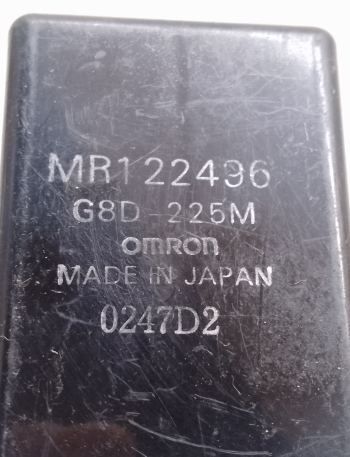 MR122496
G8D-225M
OMRON
MADE IN JAPAN
0247D2